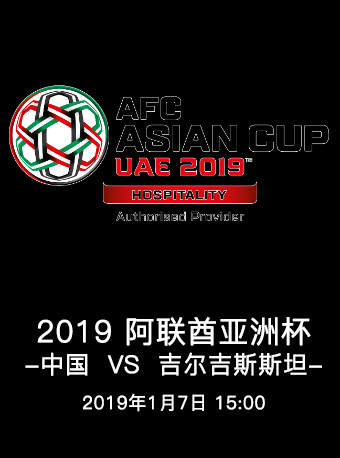 AFC
ASIAN CUP
UAE 2019™
HOSPITALITY
Authorised Provider
2019 阿联酋亚洲杯
-中国 VS 吉尔吉斯斯坦-
2019年1月7日 15:00